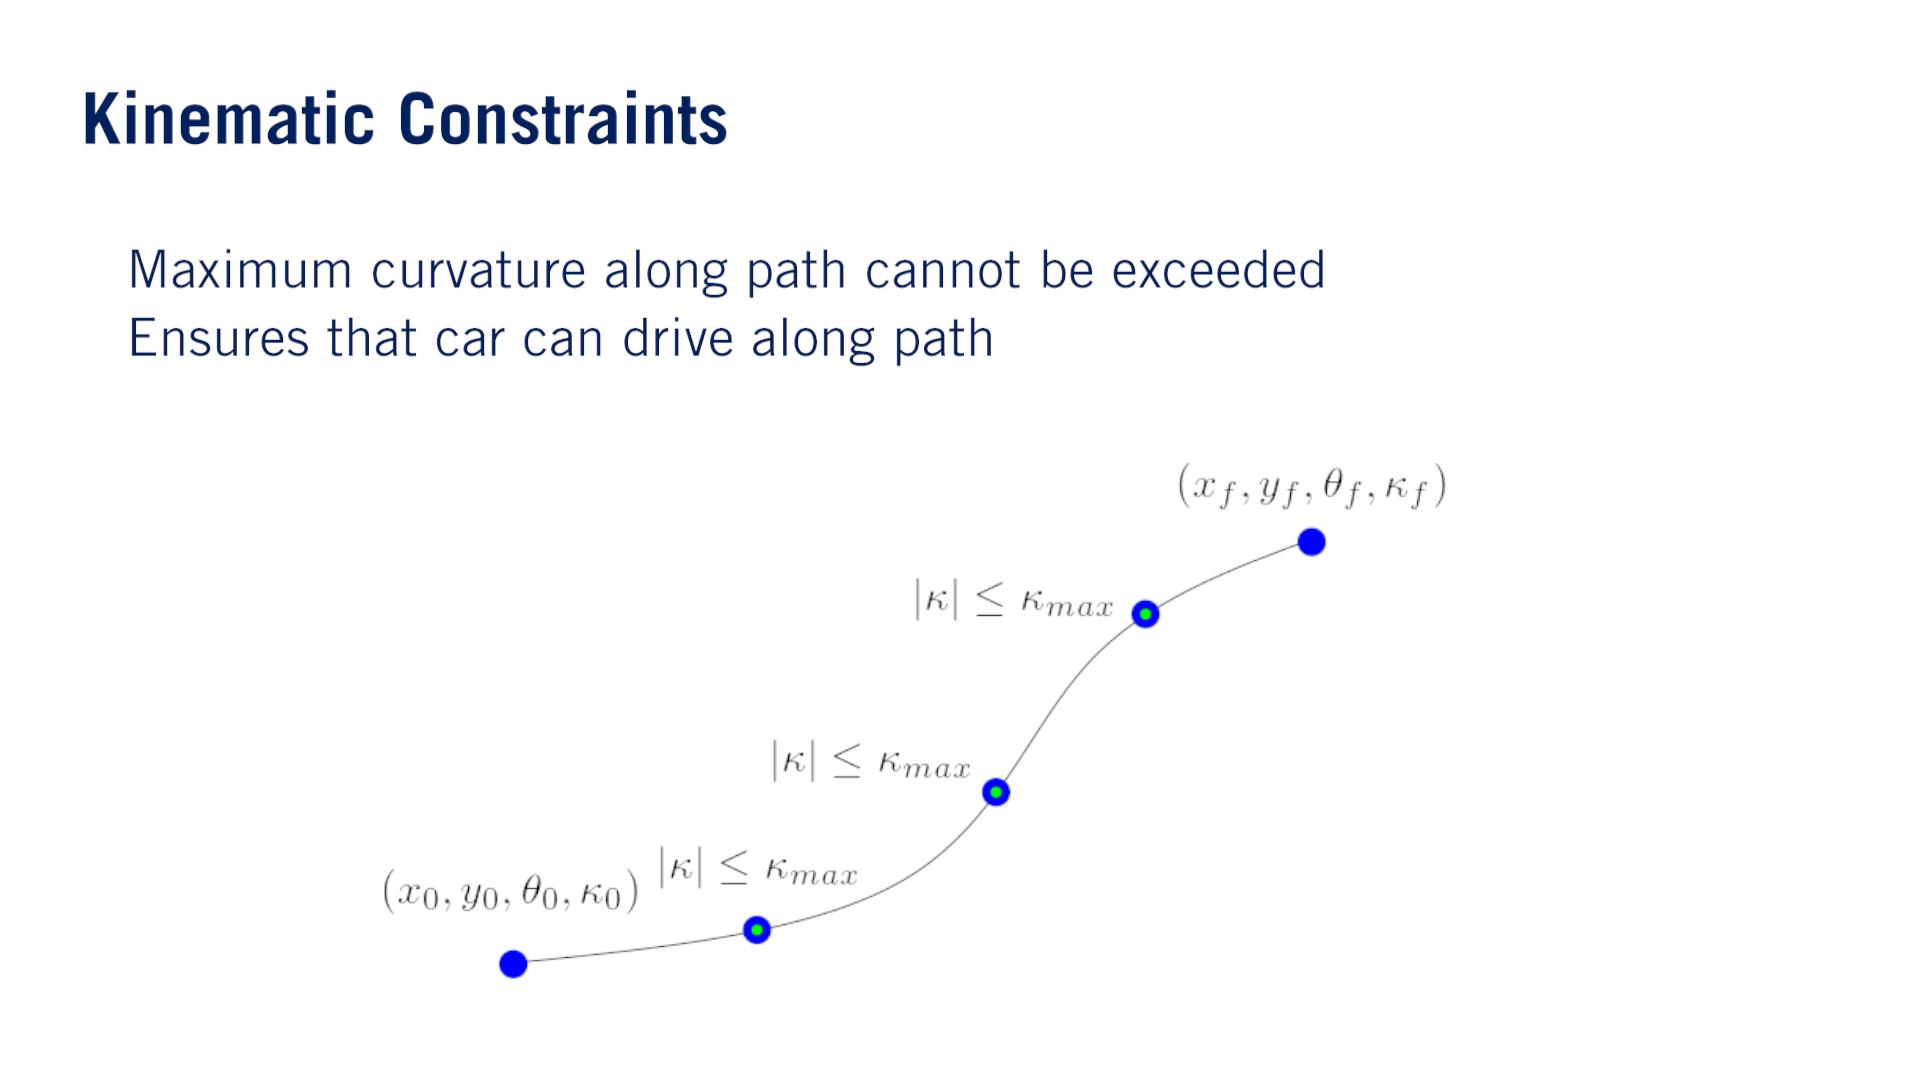 Kinematic Constraints
Maximum curvature along path cannot be exceeded
Ensures that car can drive along path
(x_f, y_f, θ_f, κ_f)
|κ| ≤ κ_max
|κ| ≤ κ_max
|κ| ≤ κ_max
(x_0, y_0, θ_0, κ_0)